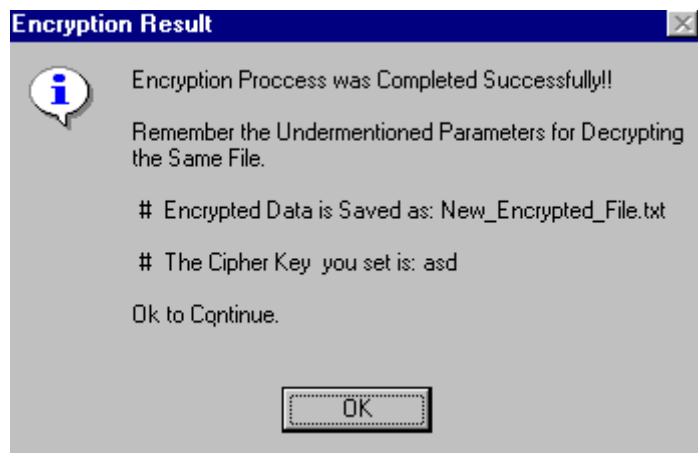 Encryption Result
Encryption Proccess was Completed Successfully!!
Remember the Undermentioned Parameters for Decrypting
the Same File.
# Encrypted Data is Saved as: New_Encrypted_File.txt
# The Cipher Key you set is: asd
Ok to Continue.
OK